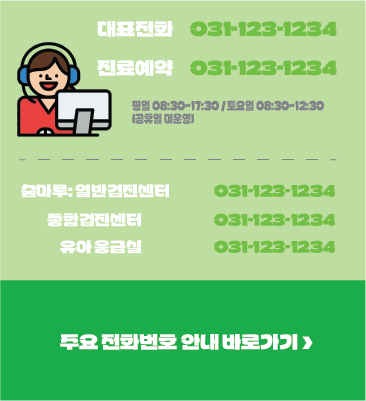 대표전화 031-123-1234
진료예약 031-123-1234
평일 08:30~17:30 / 토요일 08:30~12:30
(공휴일 미운영)
숨마루: 일반검진센터 031-123-1234
종합검진센터 031-123-1234
유아 응급실 031-123-1234
주요 전화번호 안내 바로가기 >